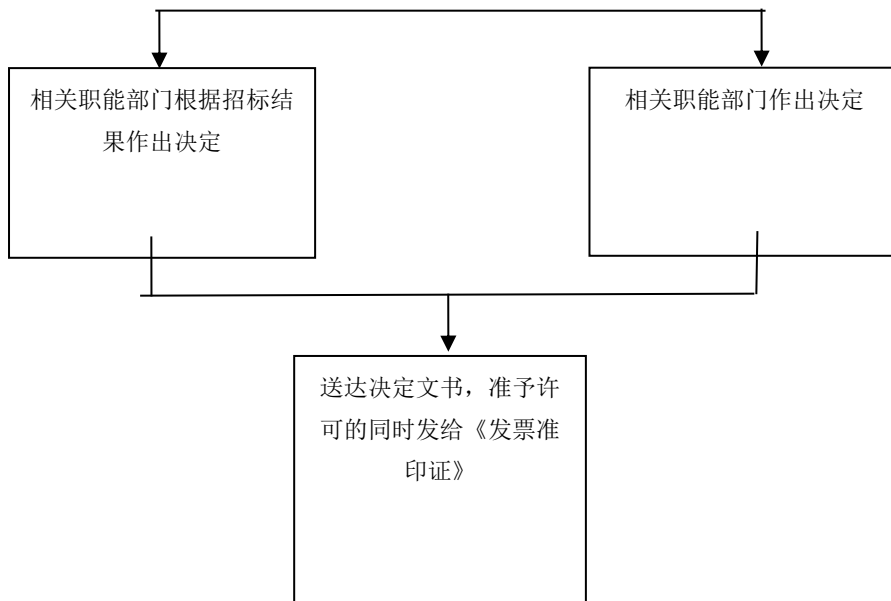 相关职能部门根据招标结
果作出决定
相关职能部门作出决定
送达决定文书，准予许
可的同时发给《发票准
印证》